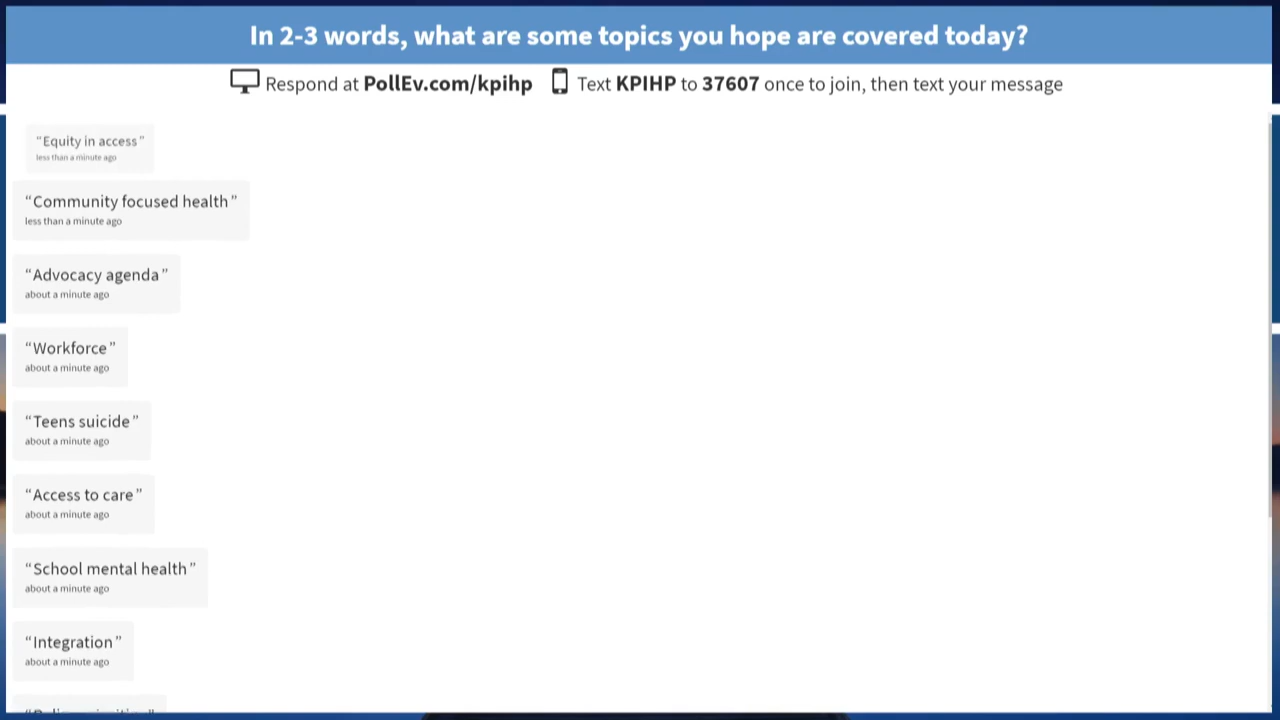 In 2-3 words, what are some topics you hope are covered today?
Respond at PollEv.com/kpihp Text KPIHP to 37607 once to join, then text your message
“Equity in access”
less than a minute ago
“Community focused health”
less than a minute ago
“Advocacy agenda”
about a minute ago
“Workforce”
about a minute ago
“Teens suicide”
about a minute ago
“Access to care”
about a minute ago
“School mental health”
about a minute ago
“Integration”
about a minute ago